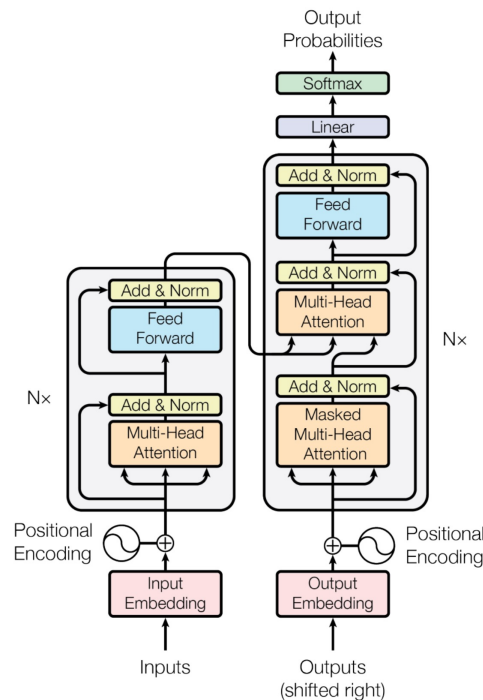 Output
Probabilities
Softmax
Linear
Add & Norm
Feed
Forward
Add & Norm
Multi-Head
Attention
Add & Norm
Masked
Multi-Head
Attention
N×
Positional
Encoding
Output
Embedding
Outputs
(shifted right)
Add & Norm
Feed
Forward
Add & Norm
Multi-Head
Attention
N×
Positional
Encoding
Input
Embedding
Inputs